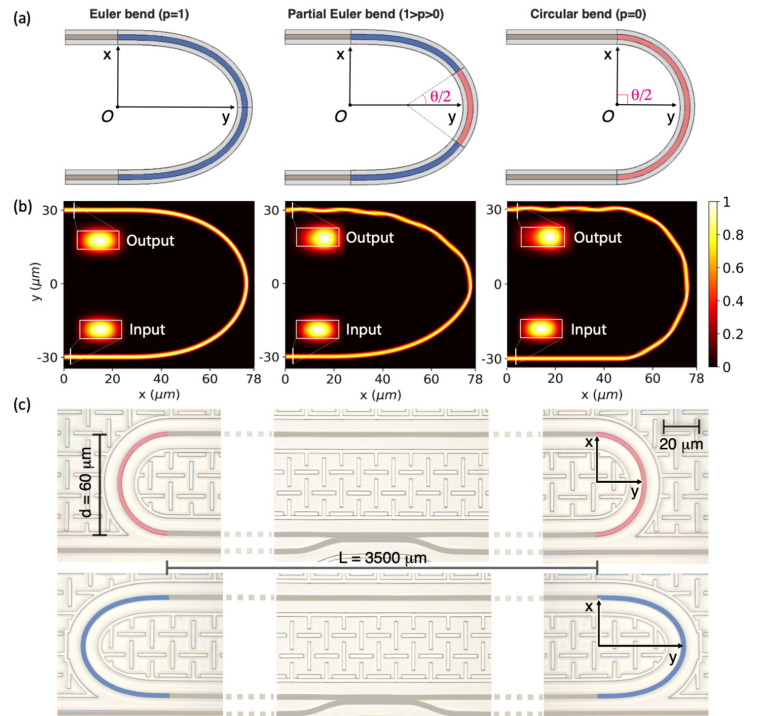 (a)
Euler bend (p=1)
Partial Euler bend (1>p>0)
Circular bend (p=0)
x
O
y
x
θ/2
O
y
x
θ/2
O
y
(b)
30
0
-30
y (μm)
Output
Input
0
20
40
60
78
x (μm)
30
0
-30
Output
Input
0
20
40
60
78
x (μm)
30
0
-30
Output
Input
0
20
40
60
78
x (μm)
1
0.8
0.6
0.4
0.2
0
(c)
d = 60 μm
x
y
20 μm
L = 3500 μm
x
y